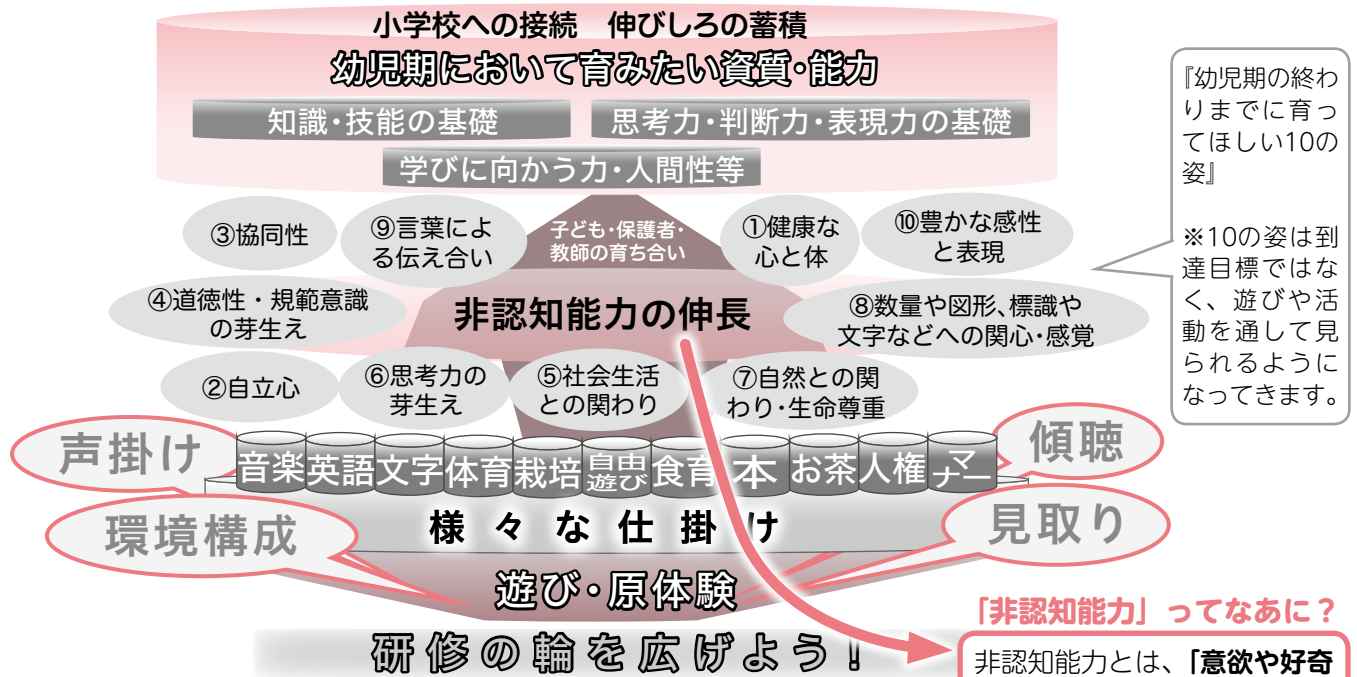 小学校への接続　伸びしろの蓄積
幼児期において育みたい資質・能力
知識・技能の基礎
思考力・判断力・表現力の基礎
学びに向かう力・人間性等
『幼児期の終わ
りまでに育っ
てほしい10の
姿』
※10の姿は到
達目標ではな
く、遊びや活
動を通して見
られるように
なってきます。
③協同性
⑨言葉によ
る伝え合い
子ども・保護者・
教師の育ち合い
①健康な
心と体
⑩豊かな感性
と表現
④道徳性・規範意識
の芽生え
非認知能力の伸長
⑧数量や図形、標識や
文字などへの関心・感覚
②自立心
⑥思考力の
芽生え
⑤社会生活
との関わり
⑦自然との関
わり・生命尊重
声掛け
傾聴
音楽
英語
文字
体育
栽培
自由
遊び
食育
本
お茶
人権
マ
ナー
環境構成
様々な仕掛け
見取り
遊び・原体験
研修の輪を広げよう！
「非認知能力」ってなあに？
非認知能力とは、「意欲や好奇